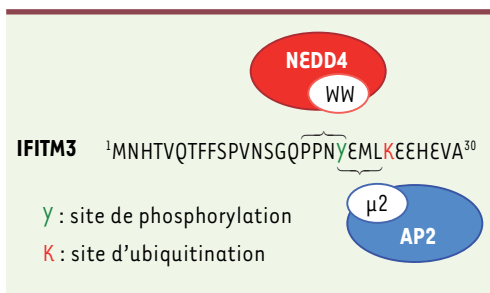 NEDD4
WW
IFITM3 ¹MNHTVQTFFSPVNSGQPPNYEMLKEEHEVA³⁰
μ2
Y : site de phosphorylation
AP2
K : site d'ubiquitination